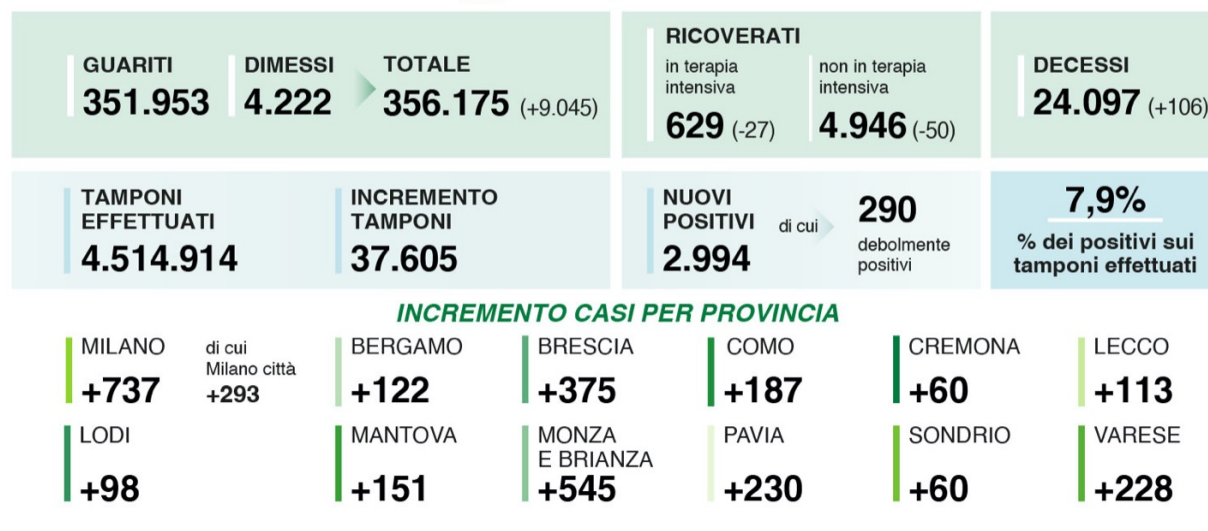 GUARITI
351.953
DIMESSI
4.222
TOTALE
356.175 (+9.045)
RICOVERATI
in terapia
intensiva
629 (-27)
non in terapia
intensiva
4.946 (-50)
DECESSI
24.097 (+106)
TAMPONI
EFFETTUATI
4.514.914
INCREMENTO
TAMPONI
37.605
NUOVI
POSITIVI
2.994
di cui
290
debolmente
positivi
7,9%
% dei positivi sui
tamponi effettuati
INCREMENTO CASI PER PROVINCIA
MILANO
+737
di cui
Milano città
+293
BERGAMO
+122
BRESCIA
+375
COMO
+187
CREMONA
+60
LECCO
+113
LODI
+98
MANTOVA
+151
MONZA
E BRIANZA
+545
PAVIA
+230
SONDRIO
+60
VARESE
+228